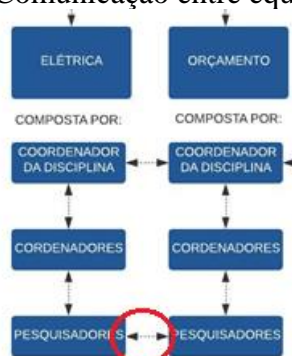 Comunicação entre equ
ELÉTRICA
ORÇAMENTO
COMPOSTA POR:
COMPOSTA POR:
COORDENADOR
DA DISCIPLINA
COORDENADOR
DA DISCIPLINA
CORDENADORES
CORDENADORES
PESQUISADORES
PESQUISADORES